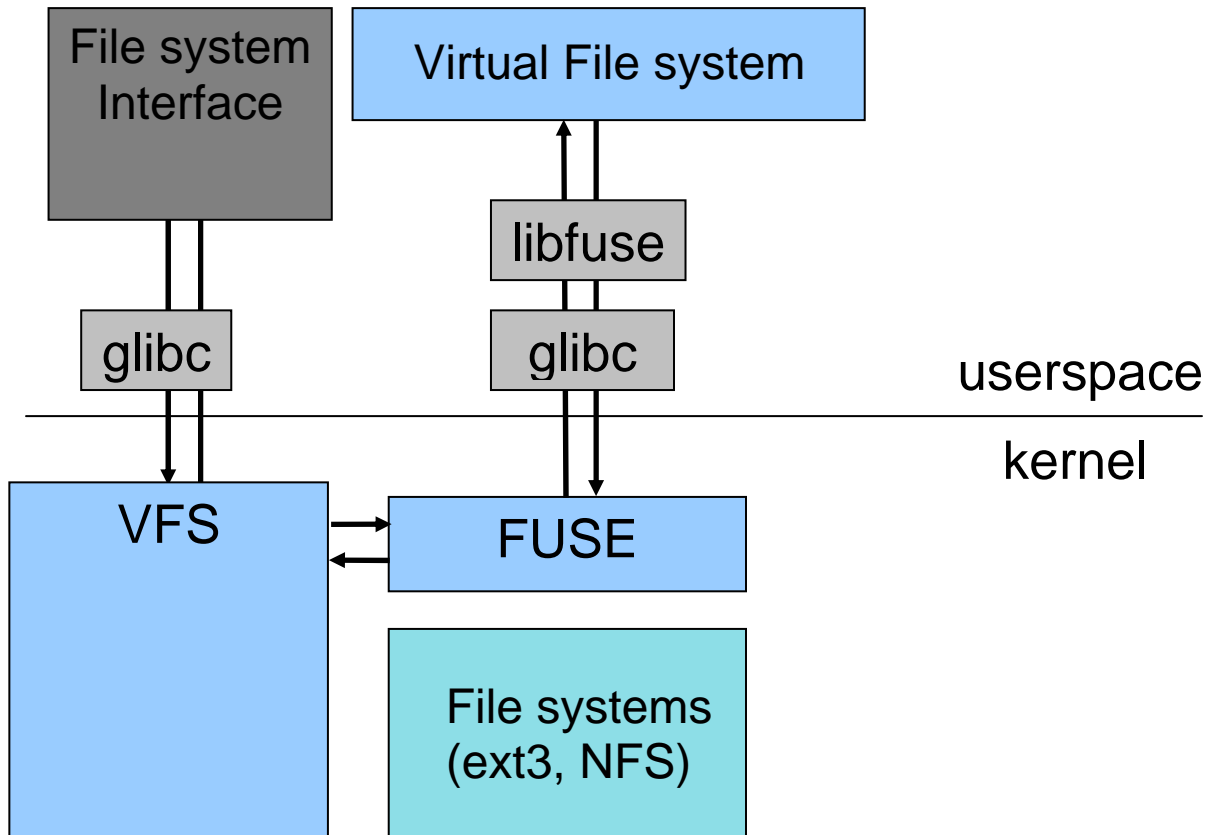 File system
Interface
Virtual File system
libfuse
glibc
glibc
userspace
kernel
VFS
FUSE
File systems
(ext3, NFS)